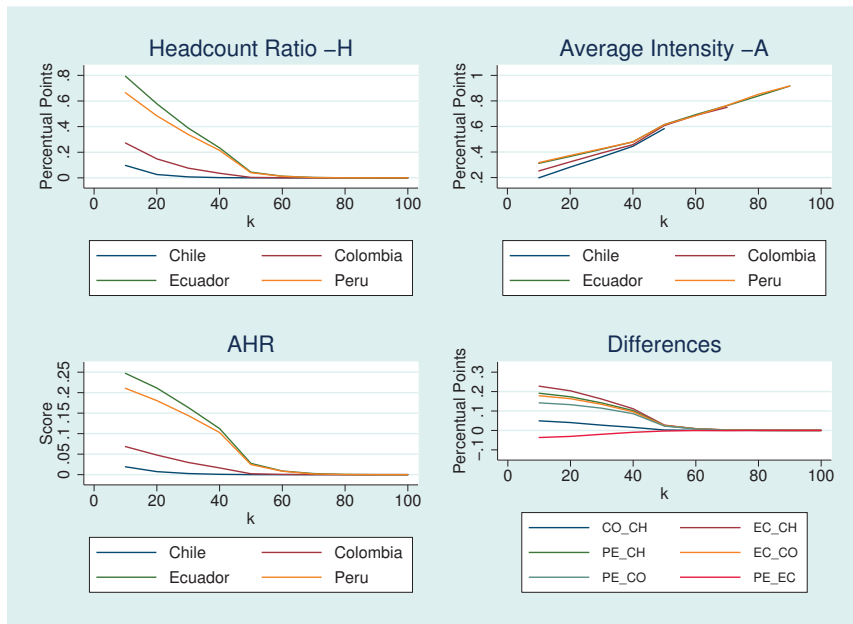 Headcount Ratio −H
Percentual Points
0 .2 .4 .6 .8
0 20 40 60 80 100
k
Chile Colombia
Ecuador Peru
Average Intensity −A
Percentual Points
.2 .4 .6 .8 1
0 20 40 60 80 100
k
Chile Colombia
Ecuador Peru
AHR
Score
0 .05 .1 .15 .2 .25
0 20 40 60 80 100
k
Chile Colombia
Ecuador Peru
Differences
Percentual Points
−.1 0 .1 .2 .3
0 20 40 60 80 100
k
CO_CH EC_CH
PE_CH EC_CO
PE_CO PE_EC